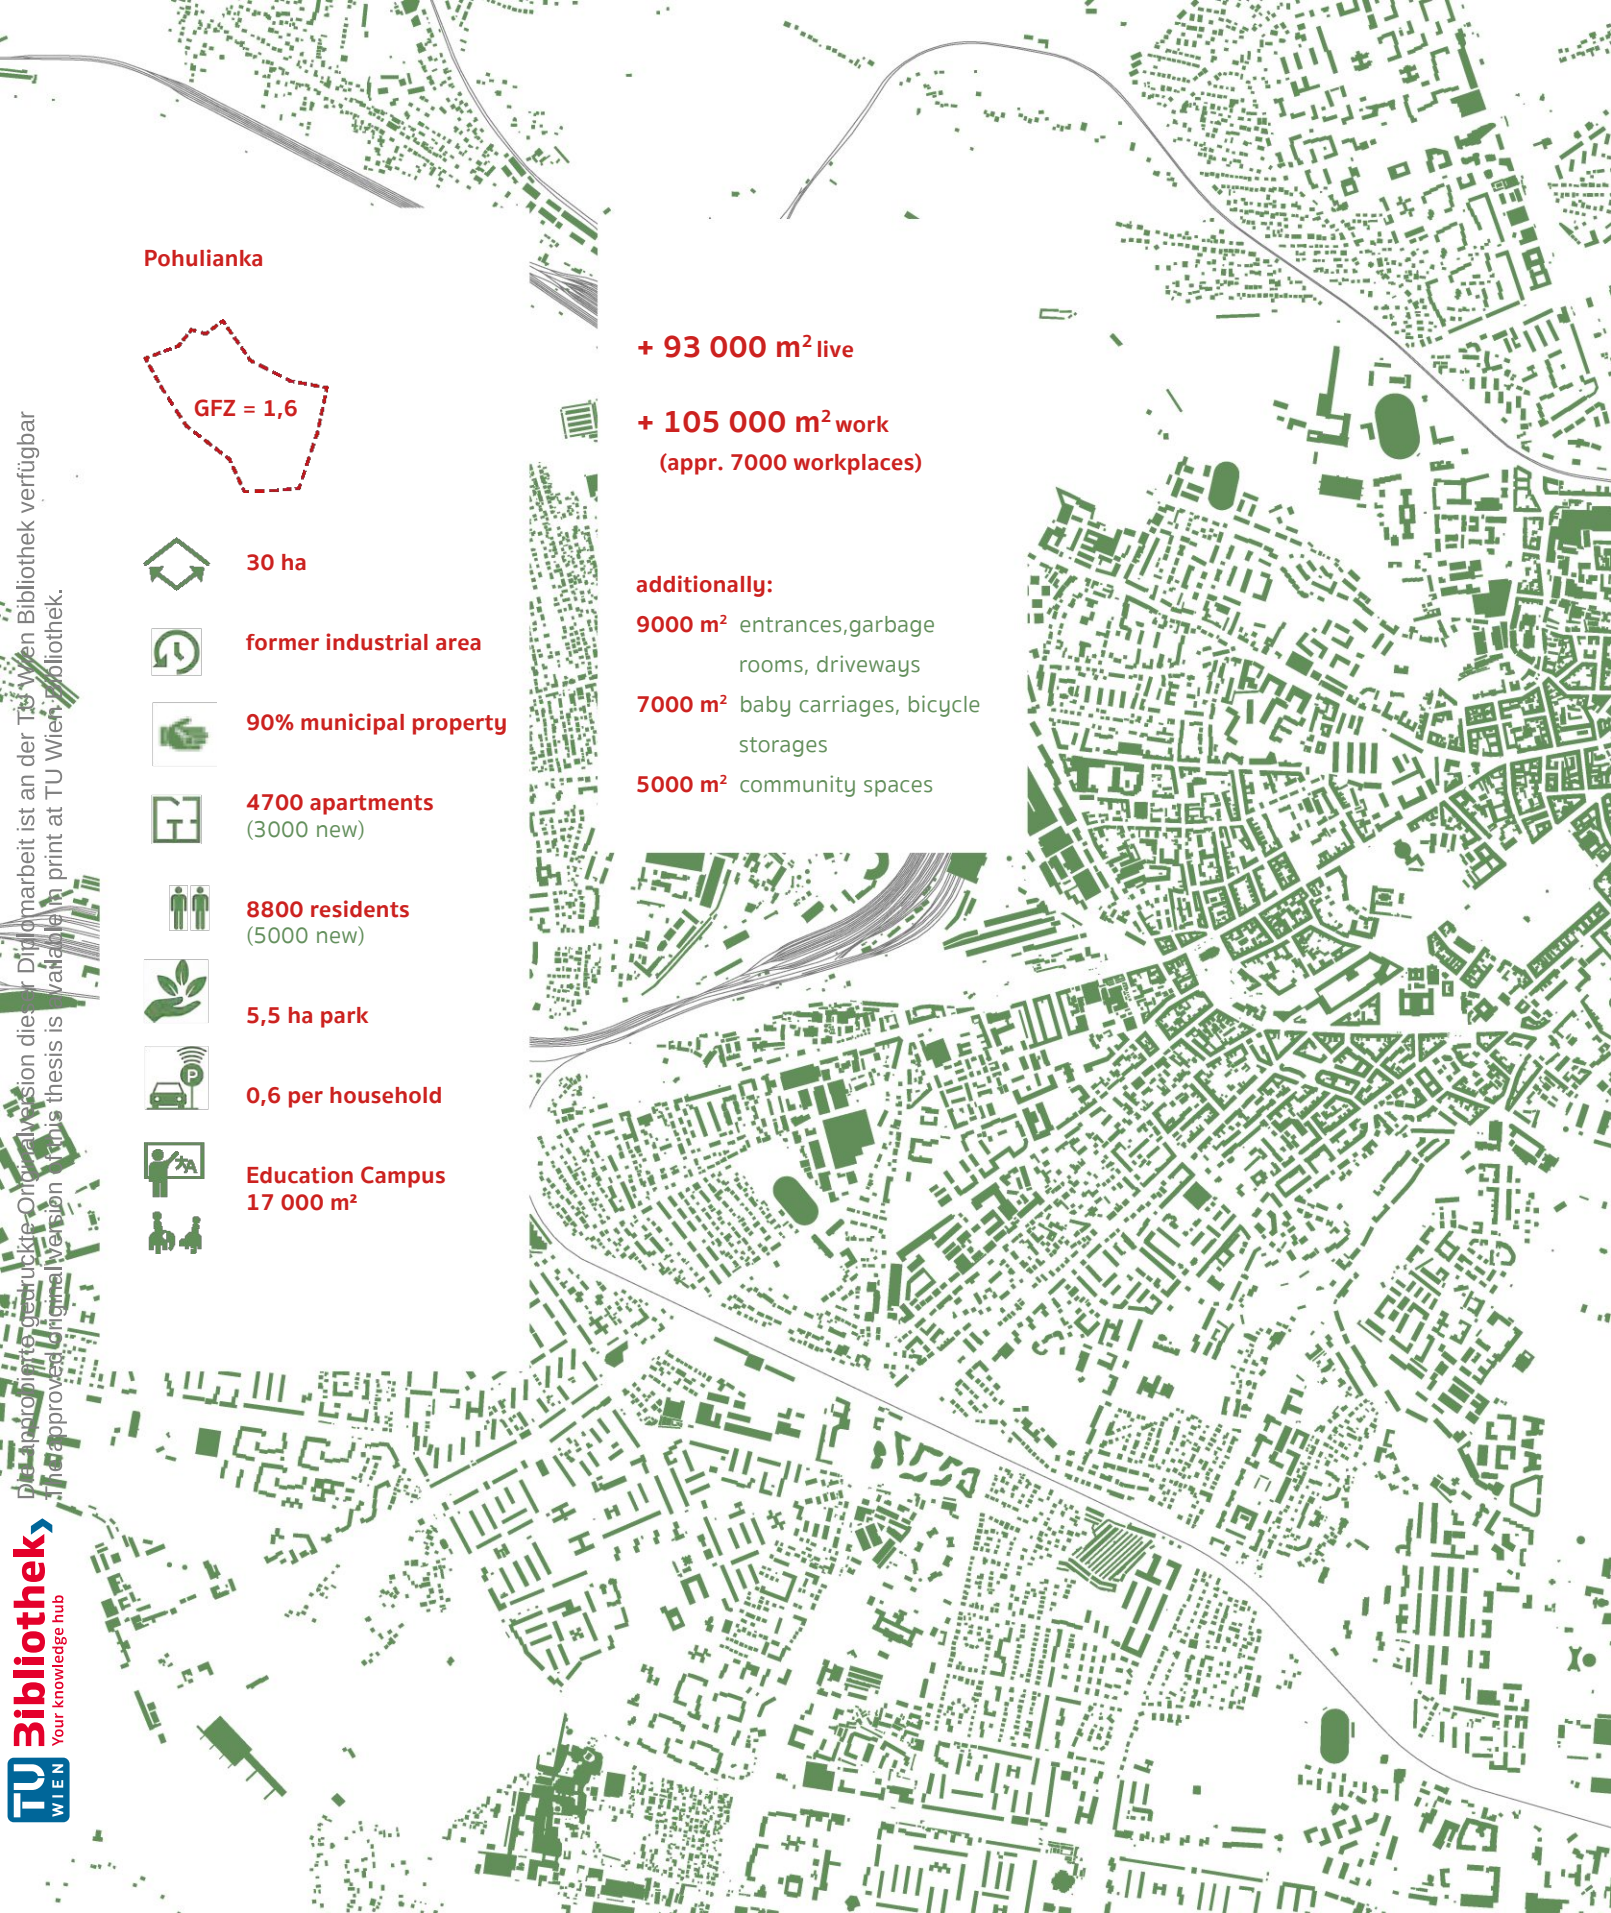 Pohulianka
GFZ = 1,6
30 ha
former industrial area
90% municipal property
4700 apartments
(3000 new)
8800 residents
(5000 new)
5,5 ha park
P
0,6 per household
Education Campus
17 000 m²
+ 93 000 m² live
+ 105 000 m² work
(appr. 7000 workplaces)
additionally:
9000 m² entrances,garbage
rooms, driveways
7000 m² baby carriages, bicycle
storages
5000 m² community spaces
Die approbierte gedruckte Originalversion dieser Diplomarbeit ist an der TU Wien Bibliothek verfügbar
The approved original version of this thesis is available in print at TU Wien Bibliothek.
TU WIEN
Bibliothek
Your knowledge hub